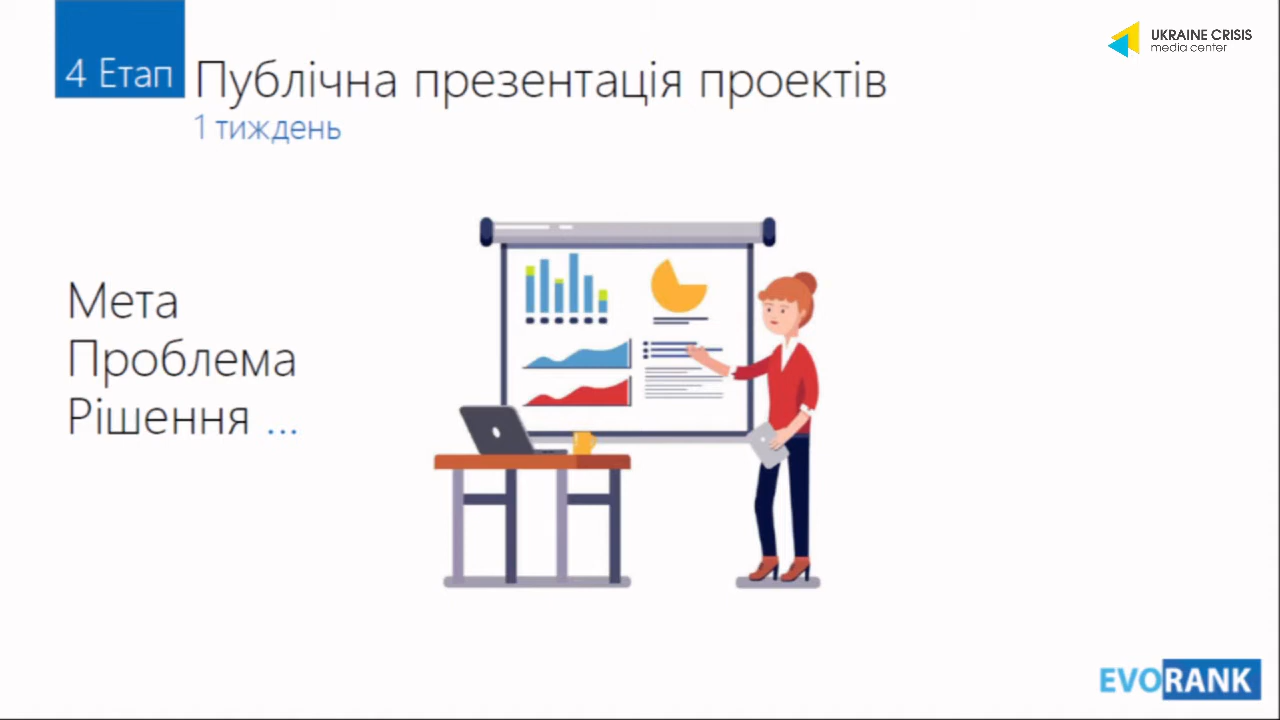 4 Етап
Публічна презентація проектів
1 тиждень
UKRAINE CRISIS
media center
Мета
Проблема
Рішення ...
EVORANK